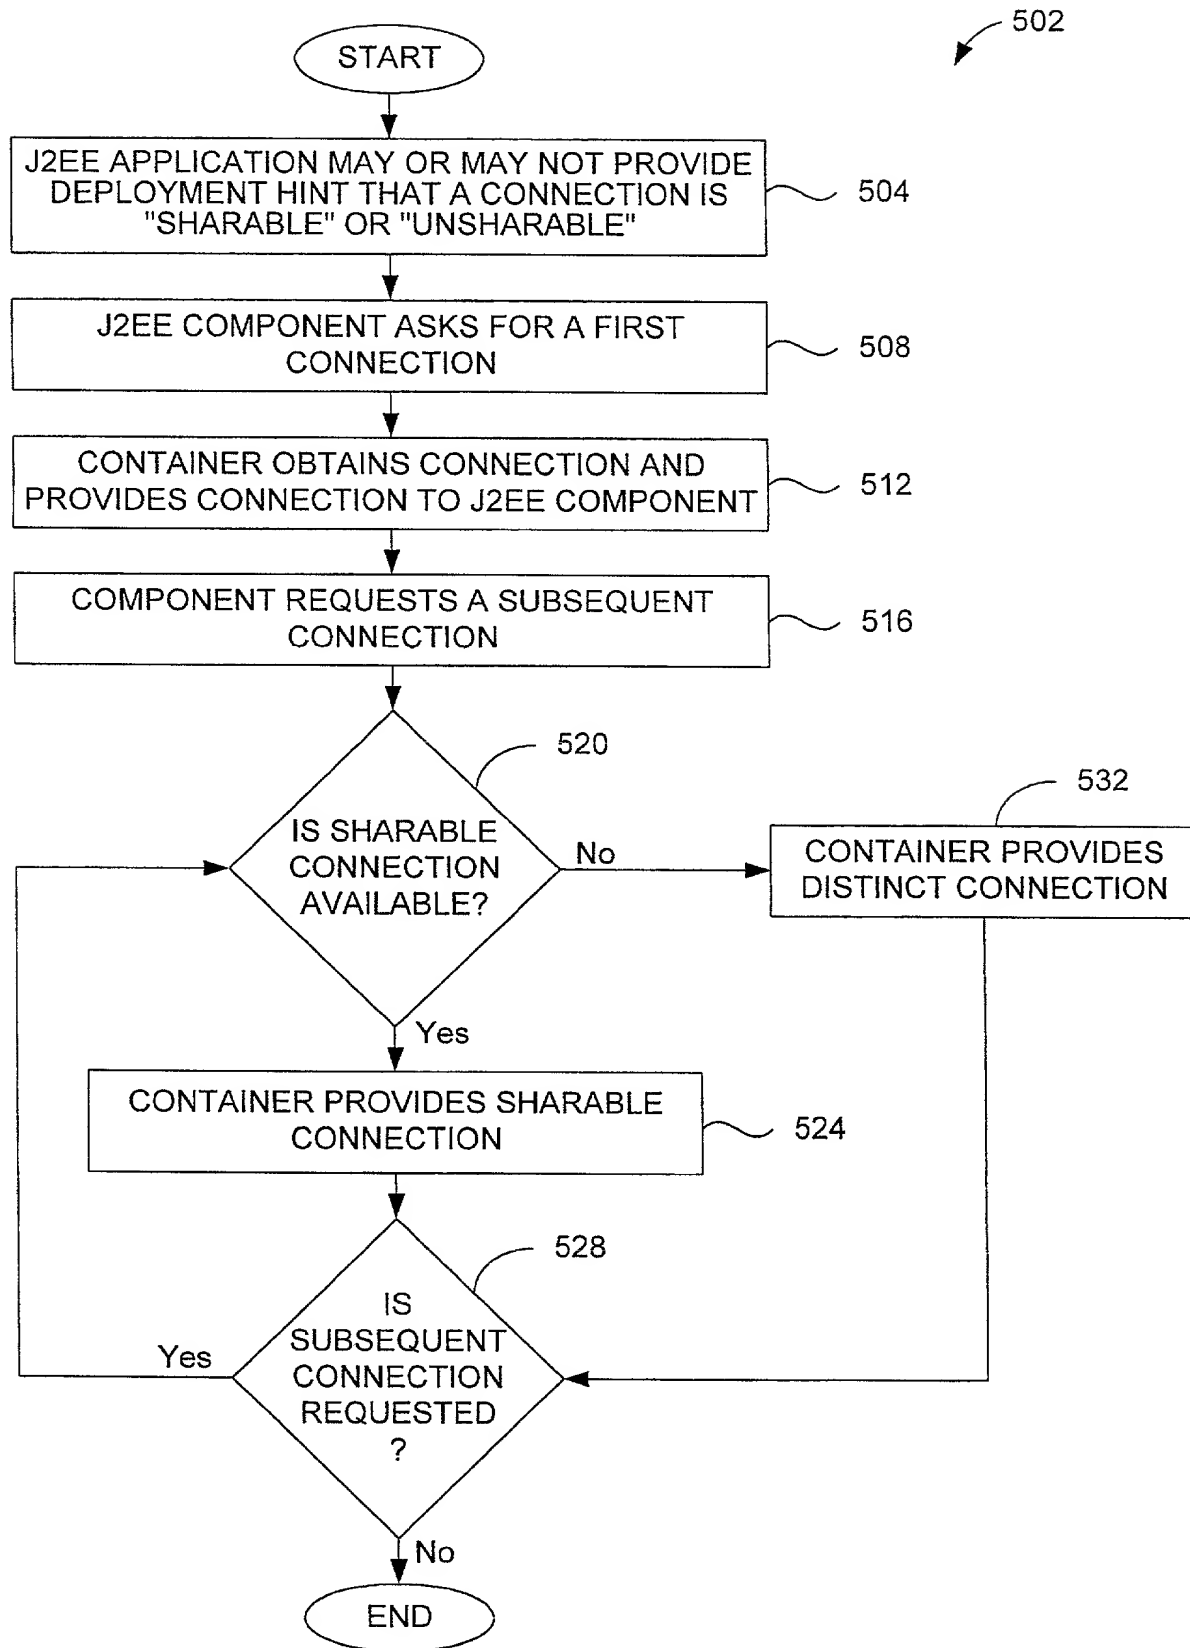 502
START
J2EE APPLICATION MAY OR MAY NOT PROVIDE
DEPLOYMENT HINT THAT A CONNECTION IS
"SHARABLE" OR "UNSHARABLE"
504
J2EE COMPONENT ASKS FOR A FIRST
CONNECTION
508
CONTAINER OBTAINS CONNECTION AND
PROVIDES CONNECTION TO J2EE COMPONENT
512
COMPONENT REQUESTS A SUBSEQUENT
CONNECTION
516
520
IS SHARABLE
CONNECTION
AVAILABLE?
No
532
CONTAINER PROVIDES
DISTINCT CONNECTION
Yes
CONTAINER PROVIDES SHARABLE
CONNECTION
524
528
IS
SUBSEQUENT
CONNECTION
REQUESTED
?
Yes
No
END